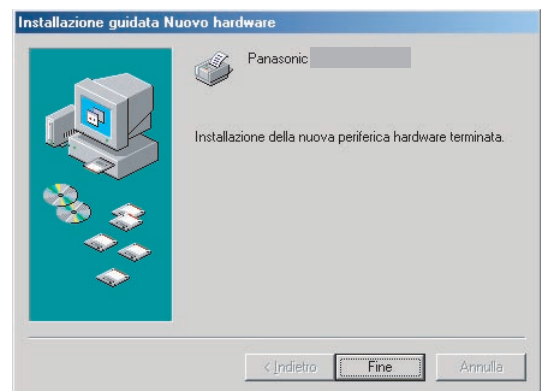 Installazione guidata Nuovo hardware
Panasonic
Installazione della nuova periferica hardware terminata.
< Indietro
Fine
Annulla